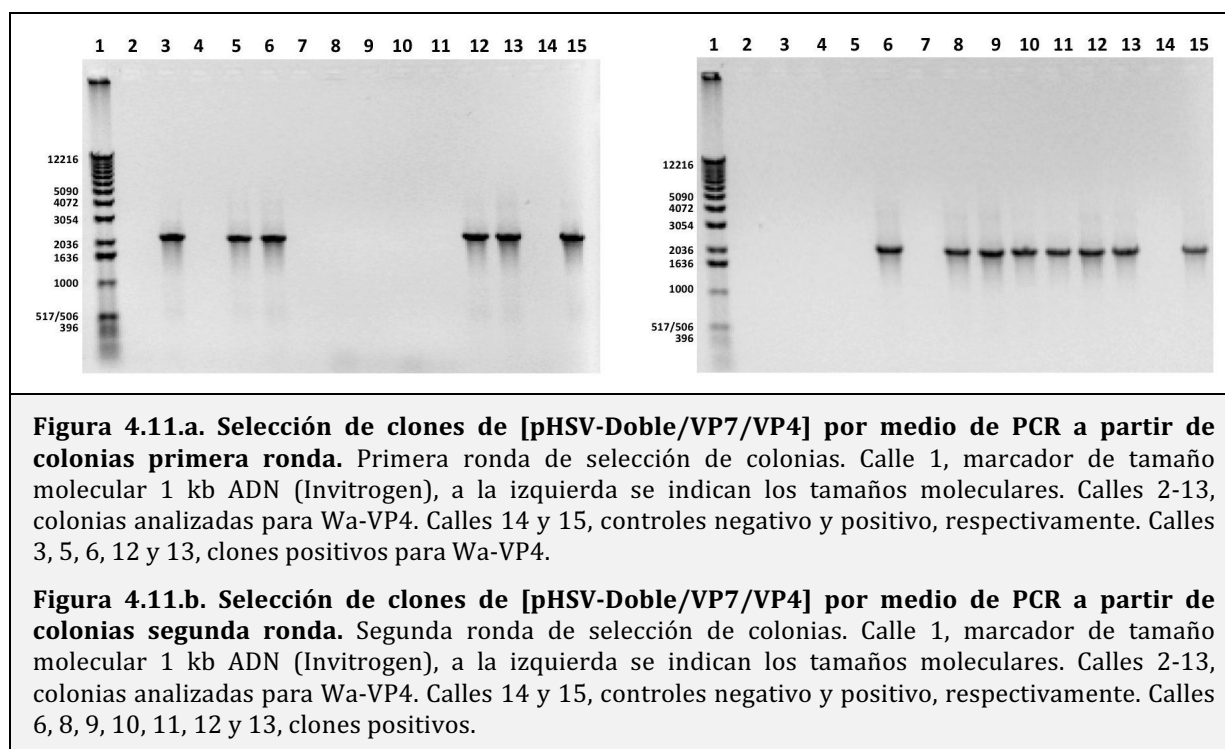 1 2 3 4 5 6 7 8 9 10 11 12 13 14 15
12216
5090
4072
3054
2036
1636
1000
517/506
396
1 2 3 4 5 6 7 8 9 10 11 12 13 14 15
12216
5090
4072
3054
2036
1636
1000
517/506
396
Figura 4.11.a. Selección de clones de [pHSV-Doble/VP7/VP4] por medio de PCR a partir de
colonias primera ronda. Primera ronda de selección de colonias. Calle 1, marcador de tamaño
molecular 1 kb ADN (Invitrogen), a la izquierda se indican los tamaños moleculares. Calles 2-13,
colonias analizadas para Wa-VP4. Calles 14 y 15, controles negativo y positivo, respectivamente. Calles
3, 5, 6, 12 y 13, clones positivos para Wa-VP4.
Figura 4.11.b. Selección de clones de [pHSV-Doble/VP7/VP4] por medio de PCR a partir de
colonias segunda ronda. Segunda ronda de selección de colonias. Calle 1, marcador de tamaño
molecular 1 kb ADN (Invitrogen), a la izquierda se indican los tamaños moleculares. Calles 2-13,
colonias analizadas para Wa-VP4. Calles 14 y 15, controles negativo y positivo, respectivamente. Calles
6, 8, 9, 10, 11, 12 y 13, clones positivos.